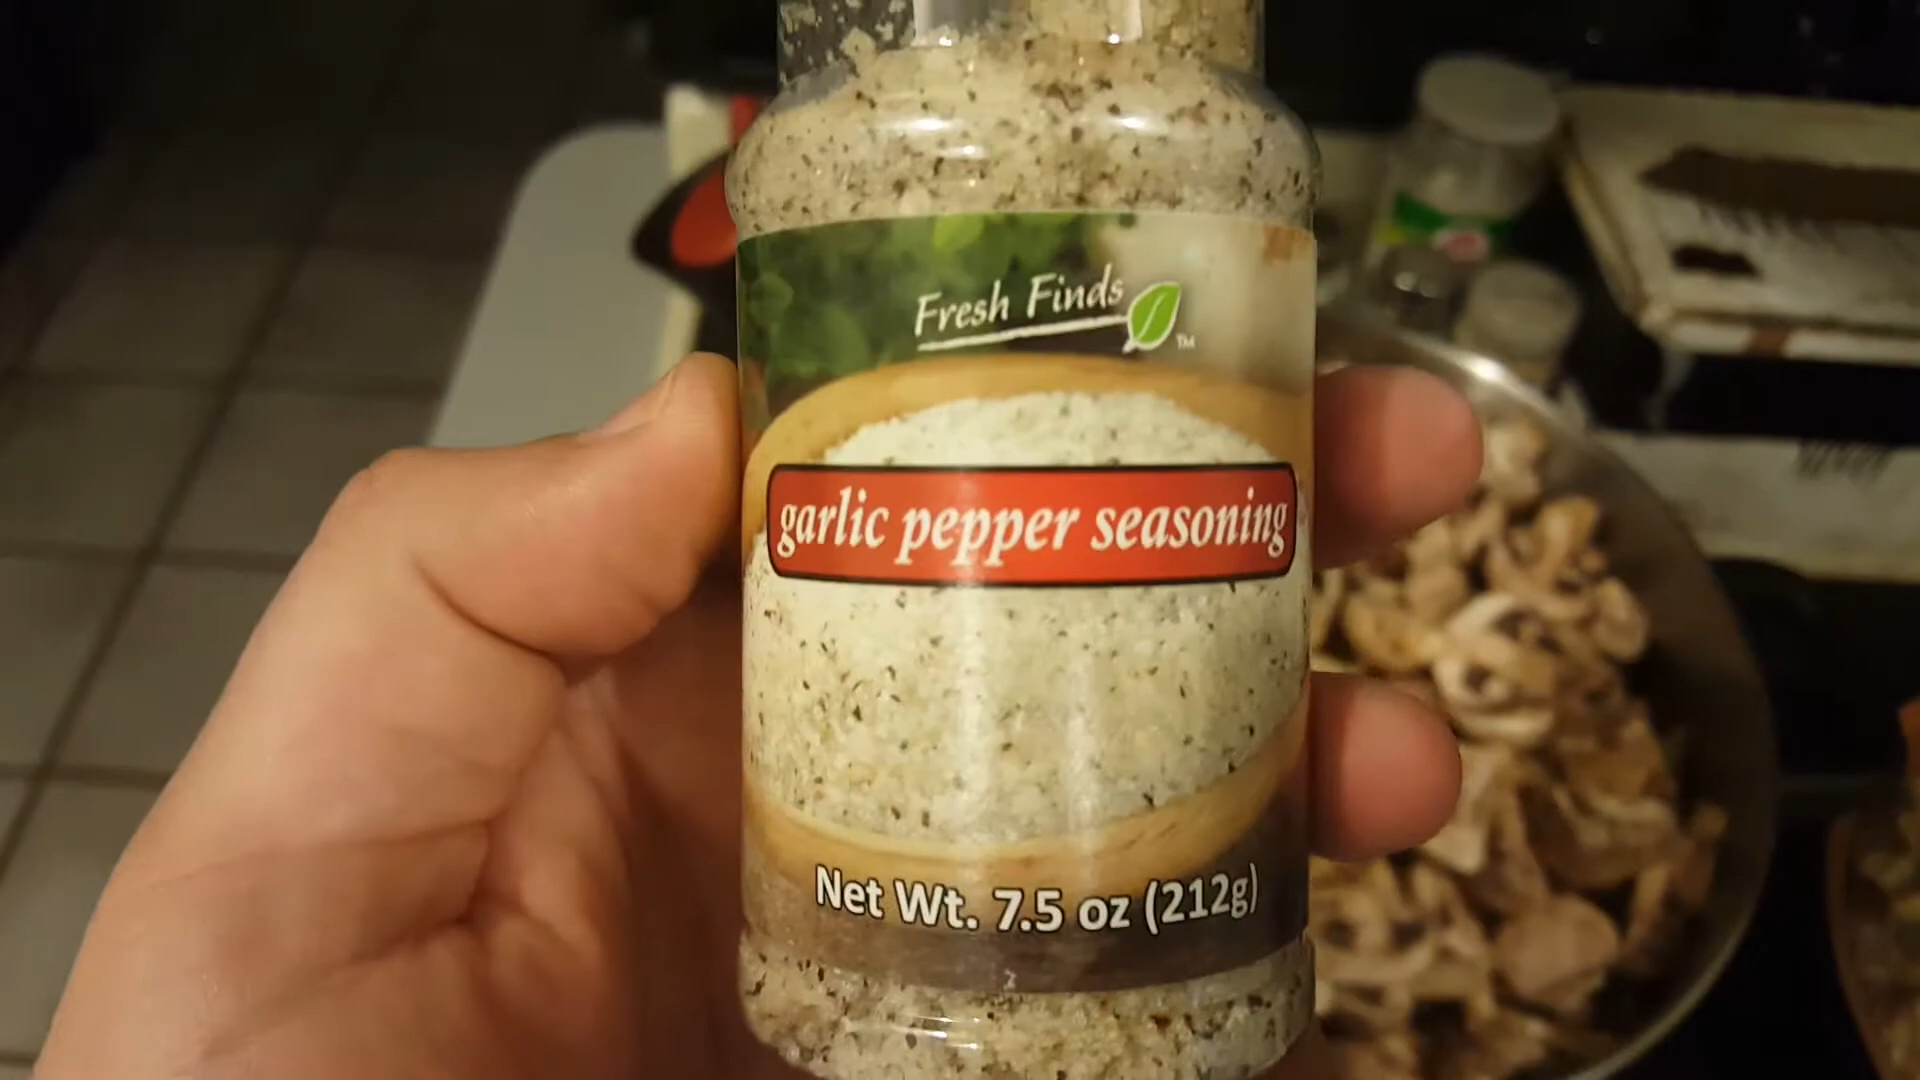 Fresh Finds
TM
garlic pepper seasoning
Net Wt. 7.5 oz (212g)